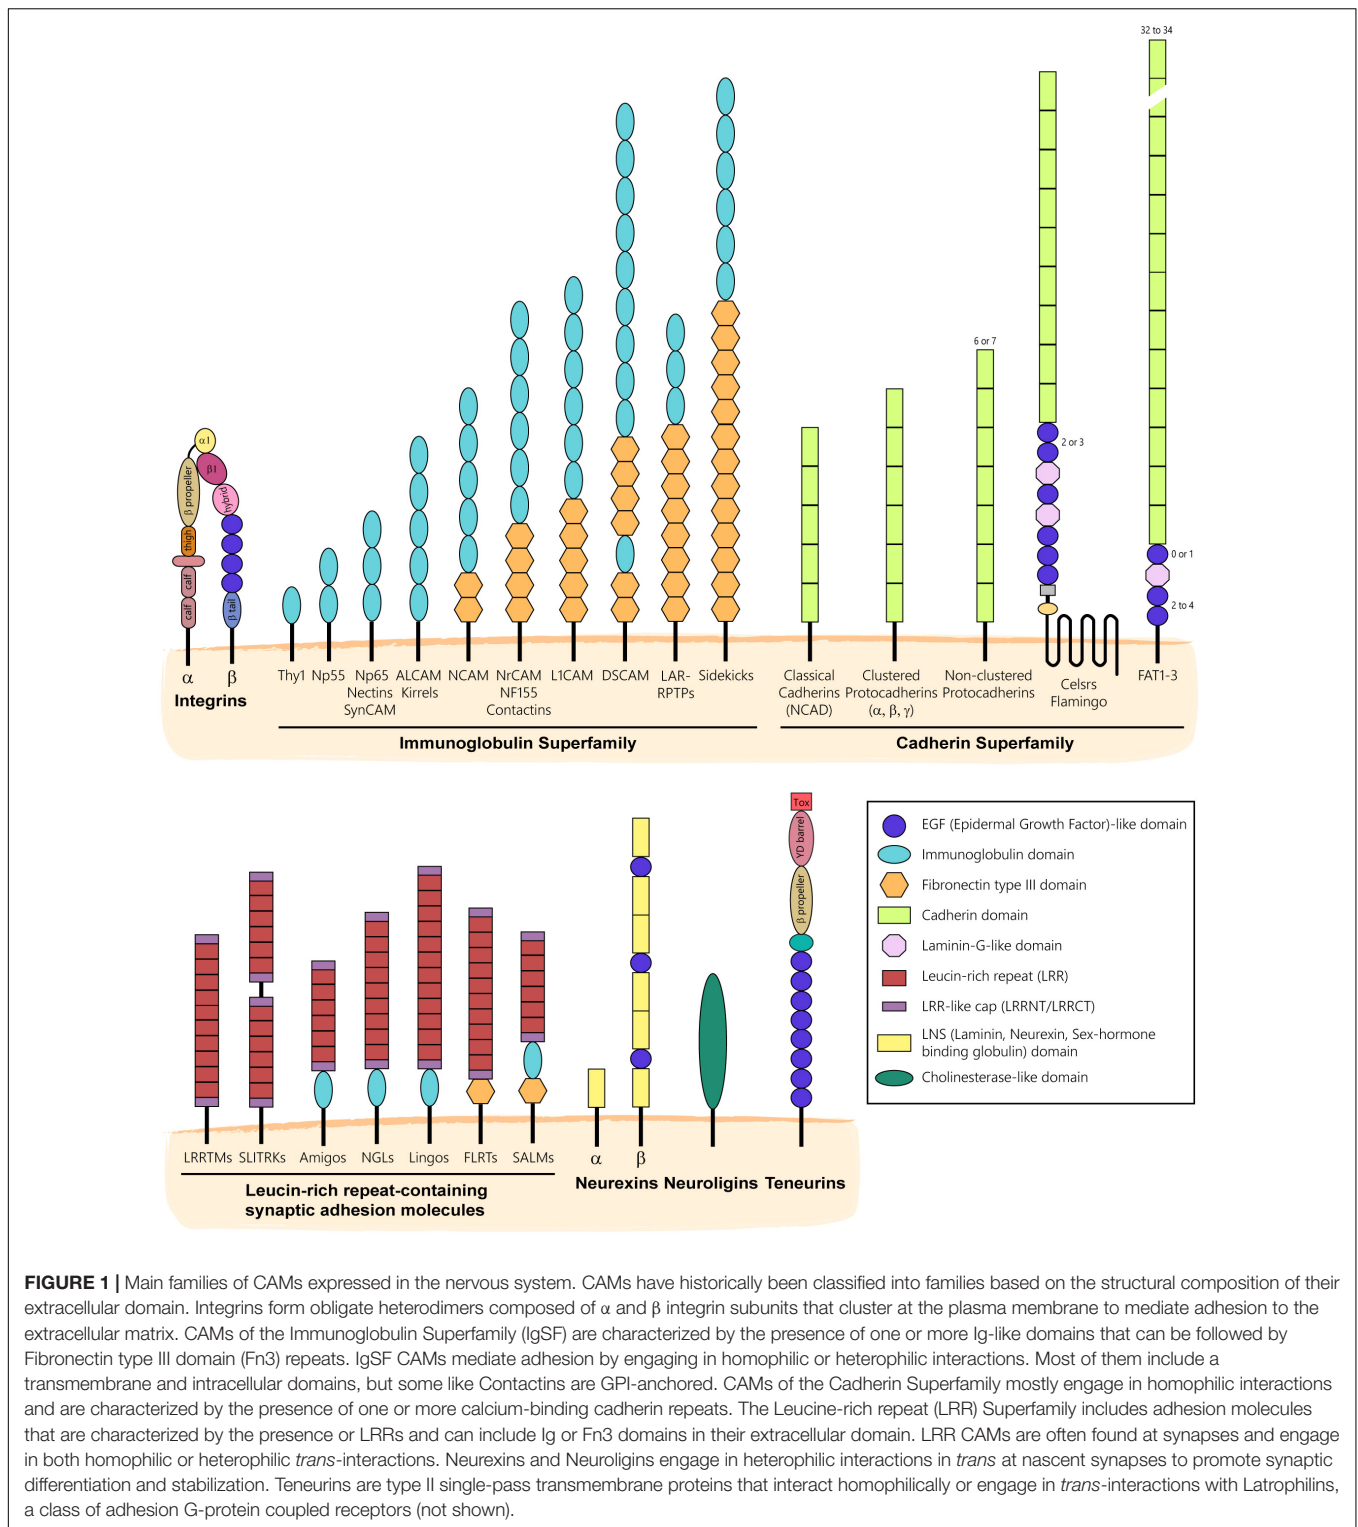 32 to 34
6 or 7
2 or 3
α1
β1
β propeller
hybrid
thigh
calf
calf
β tail
0 or 1
2 to 4
α
β
Integrins
Thy1
Np55
Np65
Nectins
SynCAM
ALCAM
Kirrels
NCAM
NrCAM
NF155
Contactins
L1CAM
DSCAM
LAR-
RPTPs
Sidekicks
Immunoglobulin Superfamily
Classical
Cadherins
(NCAD)
Clustered
Protocadherins
(α, β, γ)
Non-clustered
Protocadherins
Celsrs
Flamingo
FAT1-3
Cadherin Superfamily
Tox
YD barrel
β propeller
EGF (Epidermal Growth Factor)-like domain
Immunoglobulin domain
Fibronectin type III domain
Cadherin domain
Laminin-G-like domain
Leucin-rich repeat (LRR)
LRR-like cap (LRRNT/LRRCT)
LNS (Laminin, Neurexin, Sex-hormone
binding globulin) domain
Cholinesterase-like domain
LRRTMs
SLITRKs
Amigos
NGLs
Lingos
FLRTs
SALMs
Leucin-rich repeat-containing
synaptic adhesion molecules
α
β
Neurexins
Neuroligins
Teneurins
FIGURE 1 | Main families of CAMs expressed in the nervous system. CAMs have historically been classified into families based on the structural composition of their
extracellular domain. Integrins form obligate heterodimers composed of α and β integrin subunits that cluster at the plasma membrane to mediate adhesion to the
extracellular matrix. CAMs of the Immunoglobulin Superfamily (IgSF) are characterized by the presence of one or more Ig-like domains that can be followed by
Fibronectin type III domain (Fn3) repeats. IgSF CAMs mediate adhesion by engaging in homophilic or heterophilic interactions. Most of them include a
transmembrane and intracellular domains, but some like Contactins are GPI-anchored. CAMs of the Cadherin Superfamily mostly engage in homophilic interactions
and are characterized by the presence of one or more calcium-binding cadherin repeats. The Leucine-rich repeat (LRR) Superfamily includes adhesion molecules
that are characterized by the presence or LRRs and can include Ig or Fn3 domains in their extracellular domain. LRR CAMs are often found at synapses and engage
in both homophilic or heterophilic trans-interactions. Neurexins and Neuroligins engage in heterophilic interactions in trans at nascent synapses to promote synaptic
differentiation and stabilization. Teneurins are type II single-pass transmembrane proteins that interact homophilically or engage in trans-interactions with Latrophilins,
a class of adhesion G-protein coupled receptors (not shown).